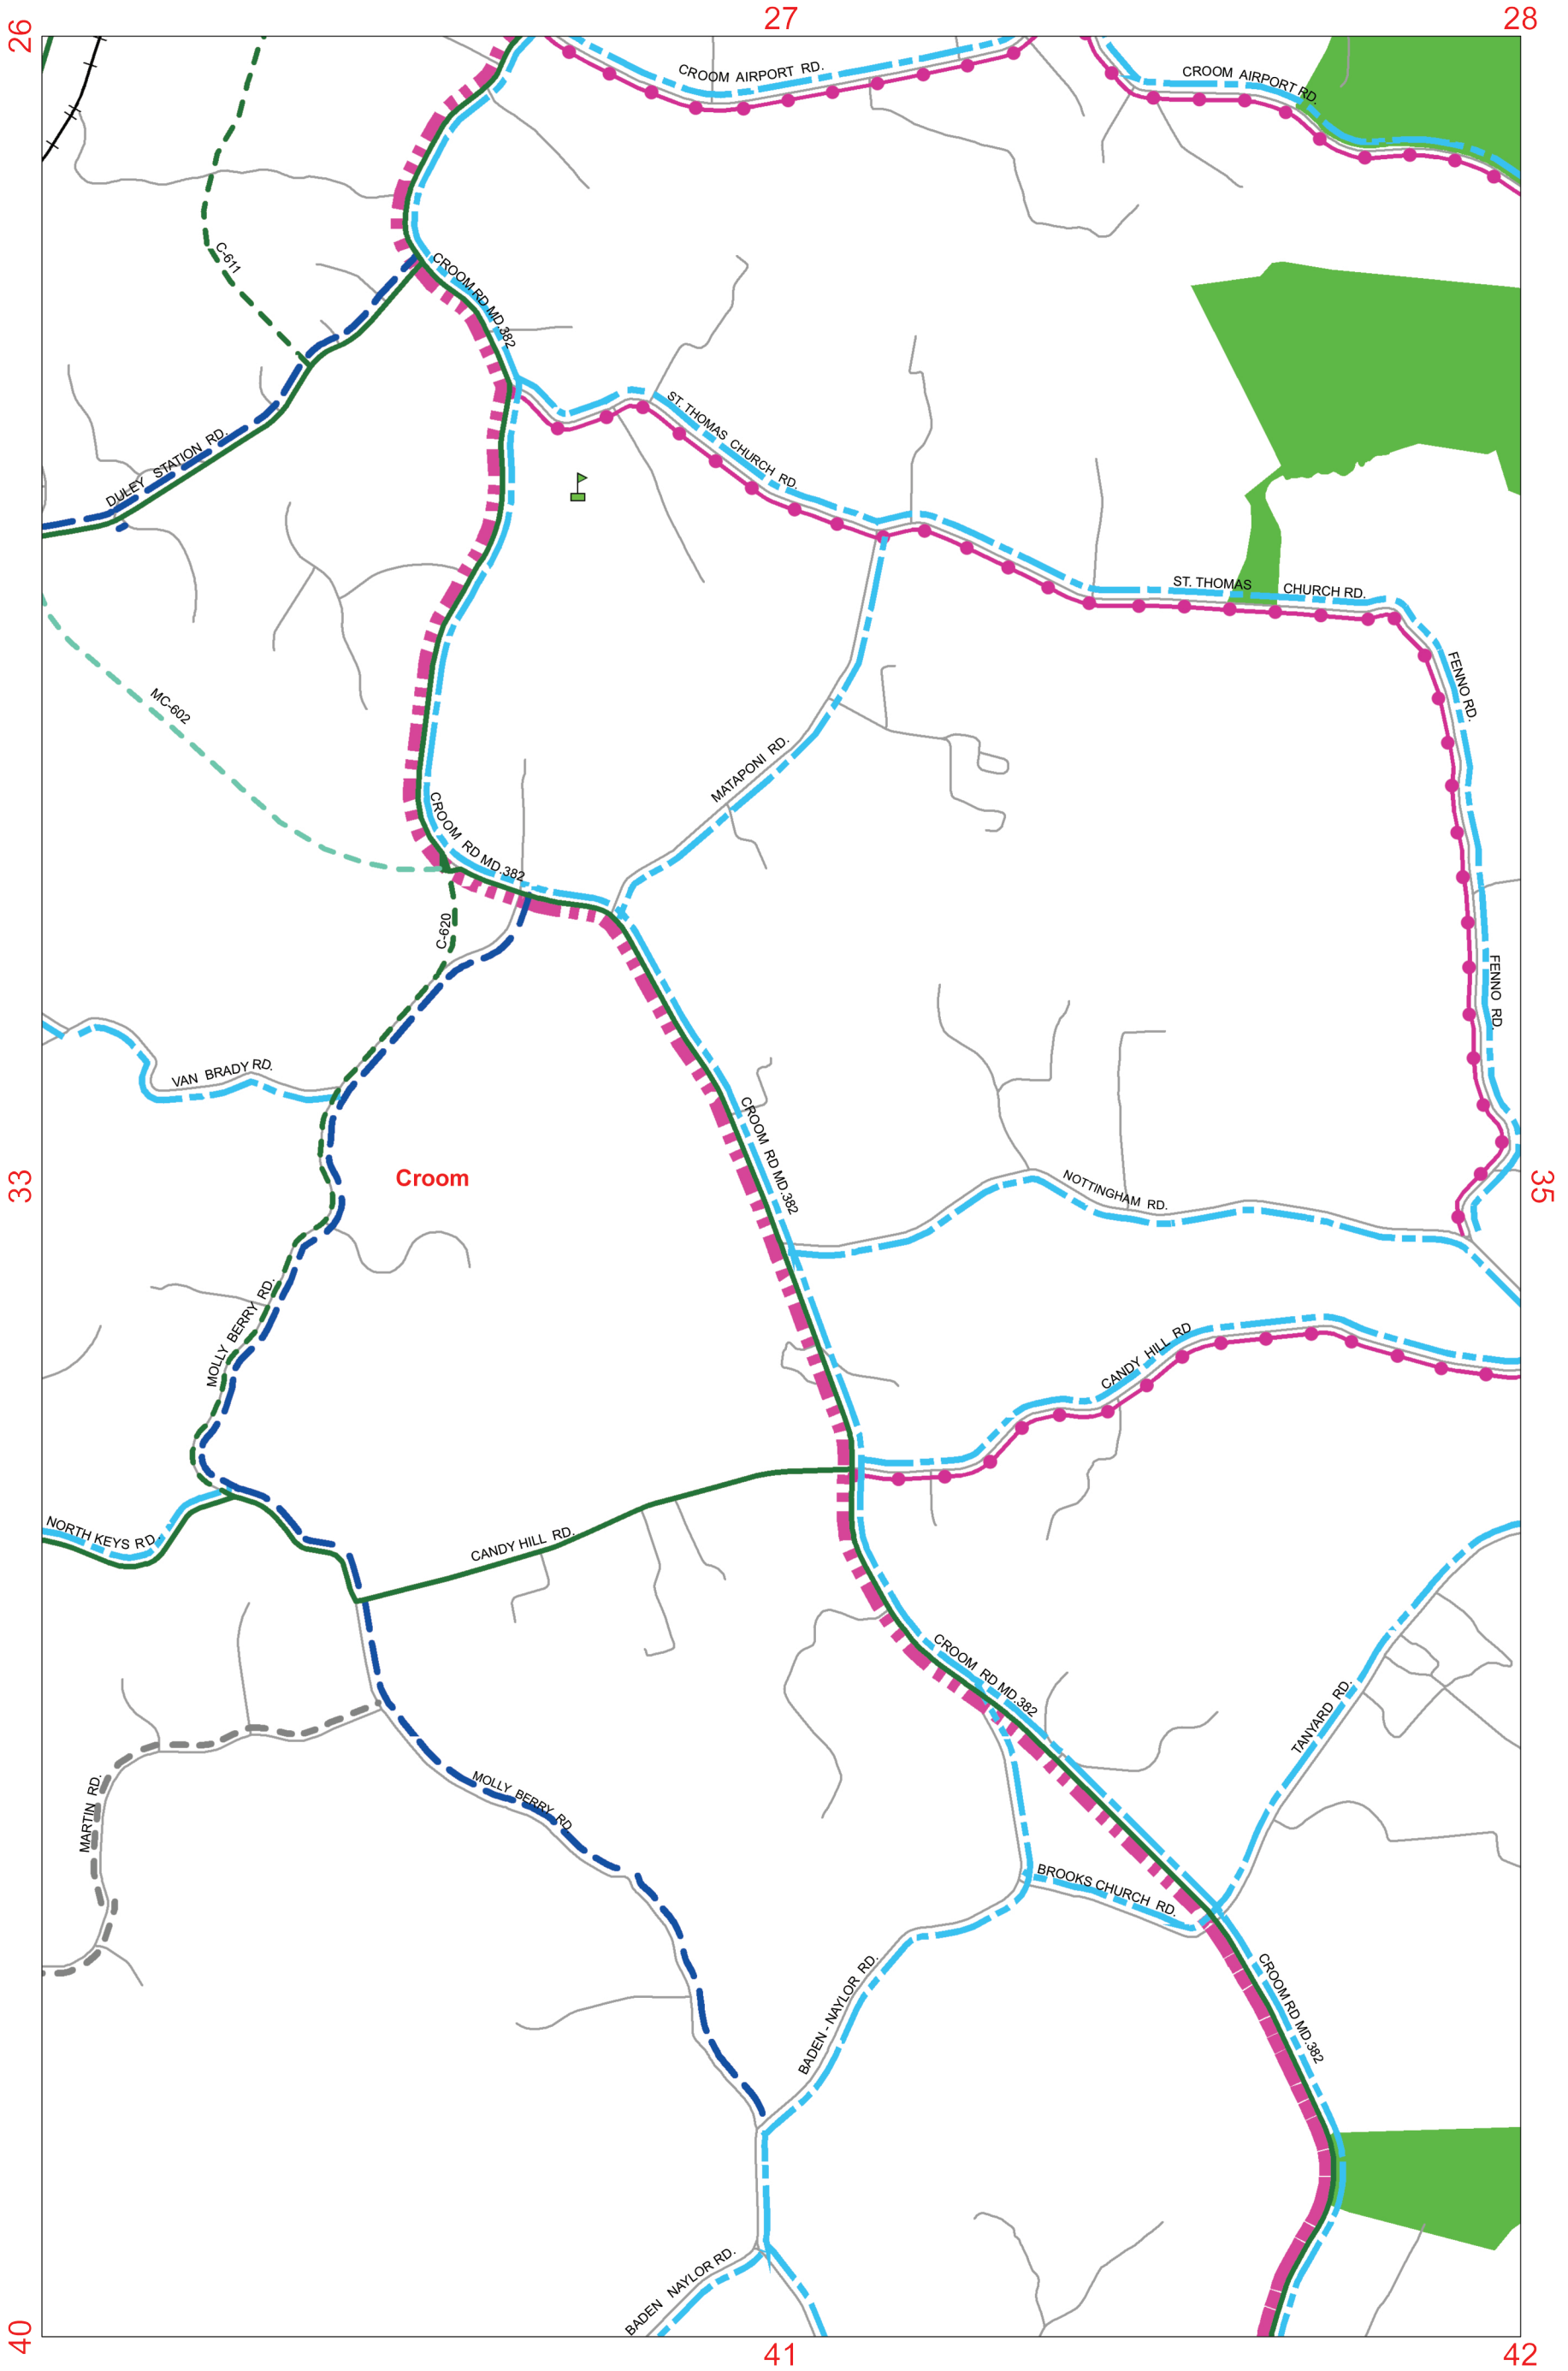 26
27
28
CROOM AIRPORT RD.
CROOM AIRPORT RD.
C-611
CROOM RD MD.382
ST. THOMAS CHURCH RD.
DULEY STATION RD.
ST. THOMAS CHURCH RD.
FENNO RD.
MC-602
MATAPONI RD.
CROOM RD MD.382
C-620
FENNO RD.
VAN BRADY RD.
CROOM RD MD.382
33
Croom
NOTTINGHAM RD.
35
MOLLY BERRY RD.
CANDY HILL RD
NORTH KEYS RD.
CANDY HILL RD.
CROOM RD MD.382
TANYARD RD.
MARTIN RD.
MOLLY BERRY RD
BROOKS CHURCH RD.
BADEN - NAYLOR RD.
CROOM RD MD.382
BADEN NAYLOR RD.
40
41
42